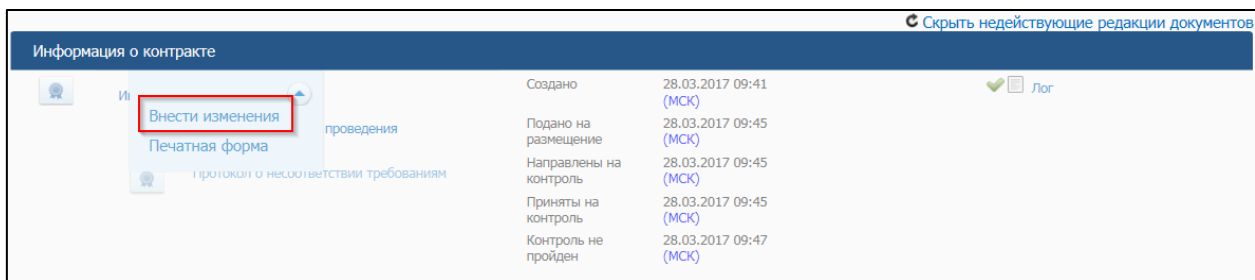 Скрыть недействующие редакции документов
Информация о контракте
Создано 28.03.2017 09:41 Лог
(МСК)
Внести изменения
Подано на 28.03.2017 09:45
проведения
размещение (МСК)
Печатная форма
Направлены на 28.03.2017 09:45
контроль (МСК)
Протокол о несоответствии требованиям
Приняты на 28.03.2017 09:45
контроль (МСК)
Контроль не 28.03.2017 09:47
пройден (МСК)